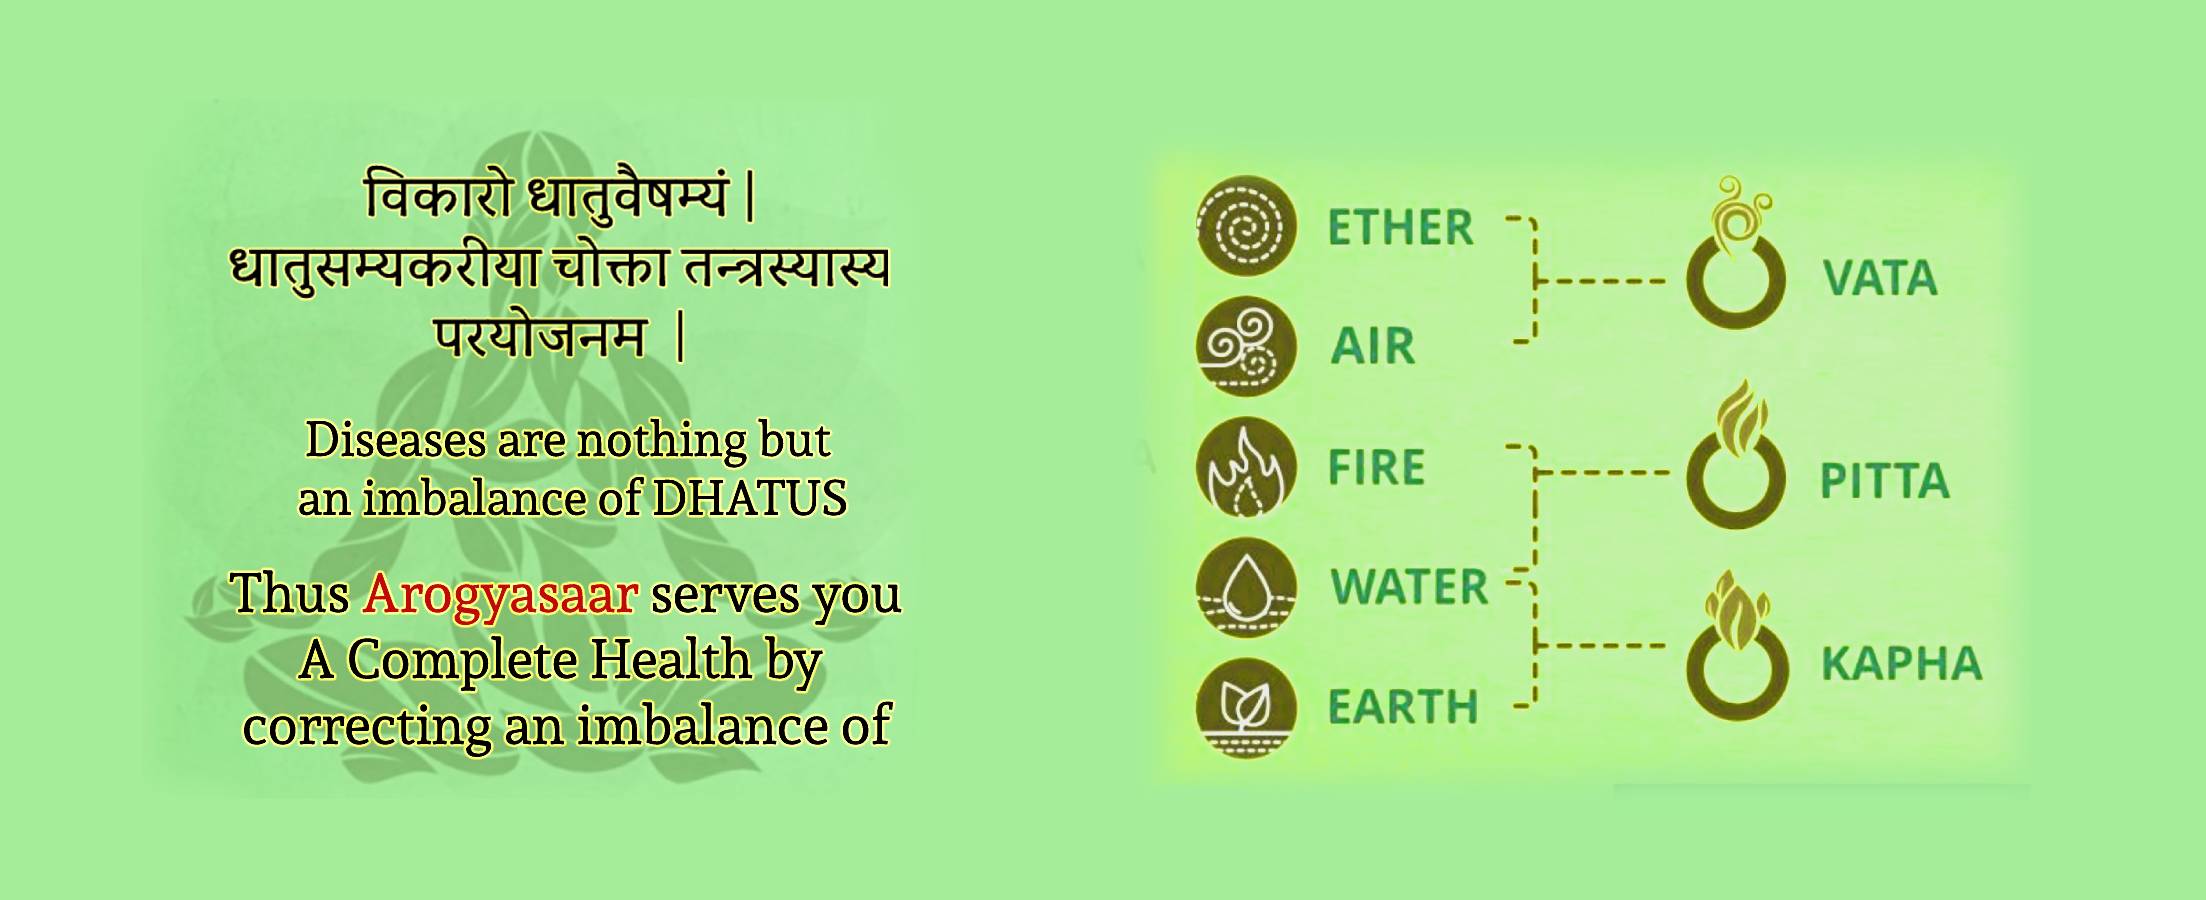 विकारो धातुवैषम्यं |
धातुसम्यकरीया चोक्ता तन्त्रस्यास्य
परयोजनम |
Diseases are nothing but
an imbalance of DHATUS
Thus Arogyasaar serves you
A Complete Health by
correcting an imbalance of
ETHER
AIR
FIRE
WATER
EARTH
VATA
PITTA
KAPHA